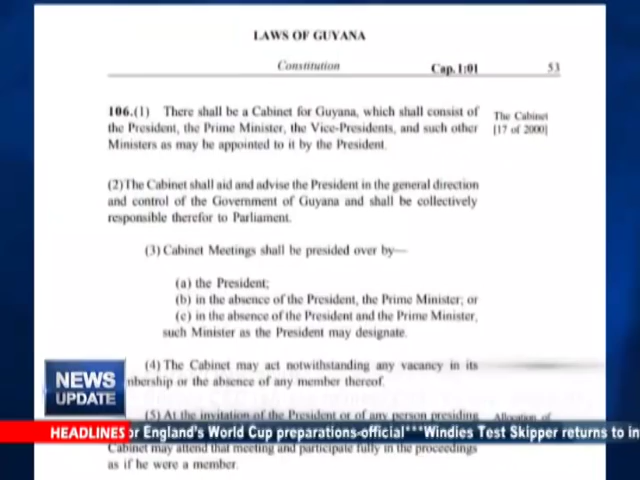 LAWS OF GUYANA
Constitution Cap. 1:01 53
106.(1) There shall be a Cabinet for Guyana, which shall consist of
the President, the Prime Minister, the Vice-Presidents, and such other
Ministers as may be appointed to it by the President.
The Cabinet
[17 of 2000]
(2)The Cabinet shall aid and advise the President in the general direction
and control of the Government of Guyana and shall be collectively
responsible therefor to Parliament.
(3) Cabinet Meetings shall be presided over by—
(a) the President;
(b) in the absence of the President, the Prime Minister; or
(c) in the absence of the President and the Prime Minister,
such Minister as the President may designate.
(4) The Cabinet may act notwithstanding any vacancy in its
mbership or the absence of any member thereof.
NEWS
UPDATE
(5) At the invitation of the President or of any person presiding
Allocation of
HEADLINES or England's World Cup preparations-official***Windies Test Skipper returns to in
Cabinet may attend that meeting and participate fully in the proceedings
as if he were a member.